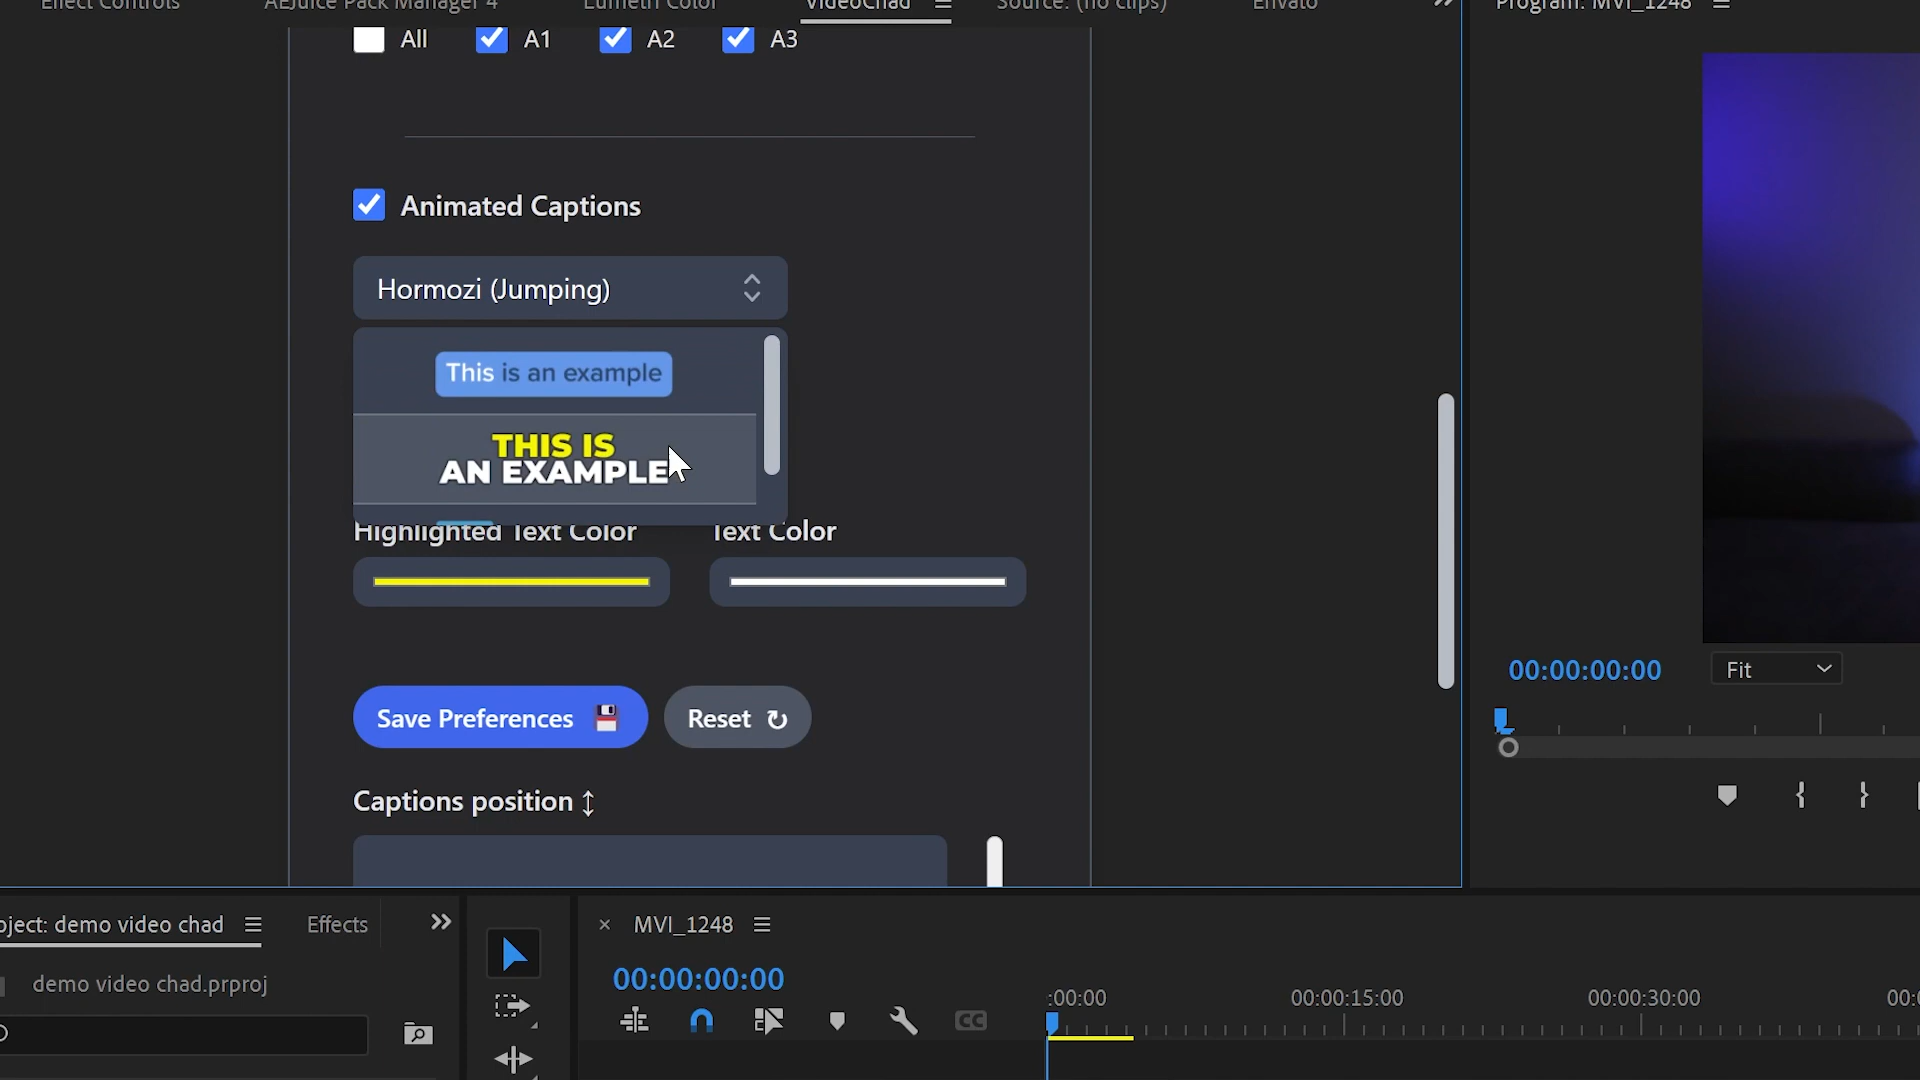 Effect Controls
AEJuice Pack Manager 4
Lumetri Color
VideoChad
Source: (no clips)
Envato
Program: MVI_1248
All
A1
A2
A3
Animated Captions
Hormozi (Jumping)
This is an example
THIS IS
AN EXAMPLE
Highlighted Text Color
Text Color
Save Preferences
Reset
Captions position
00:00:00:00
Fit
oject: demo video chad
Effects
demo video chad.prproj
MVI_1248
00:00:00:00
:00:00
00:00:15:00
00:00:30:00
00:
CC